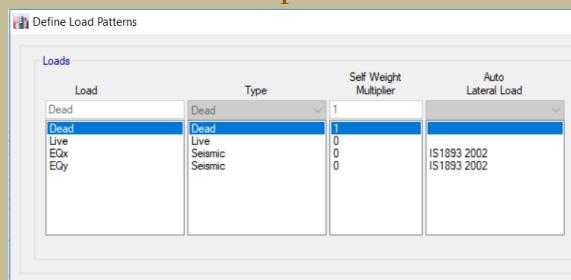 Define Load Patterns
Loads
Load Type Self Weight Multiplier Auto Lateral Load
Dead Dead 1
Dead Dead 1
Live Live 0
EQx Seismic 0 IS1893 2002
EQy Seismic 0 IS1893 2002